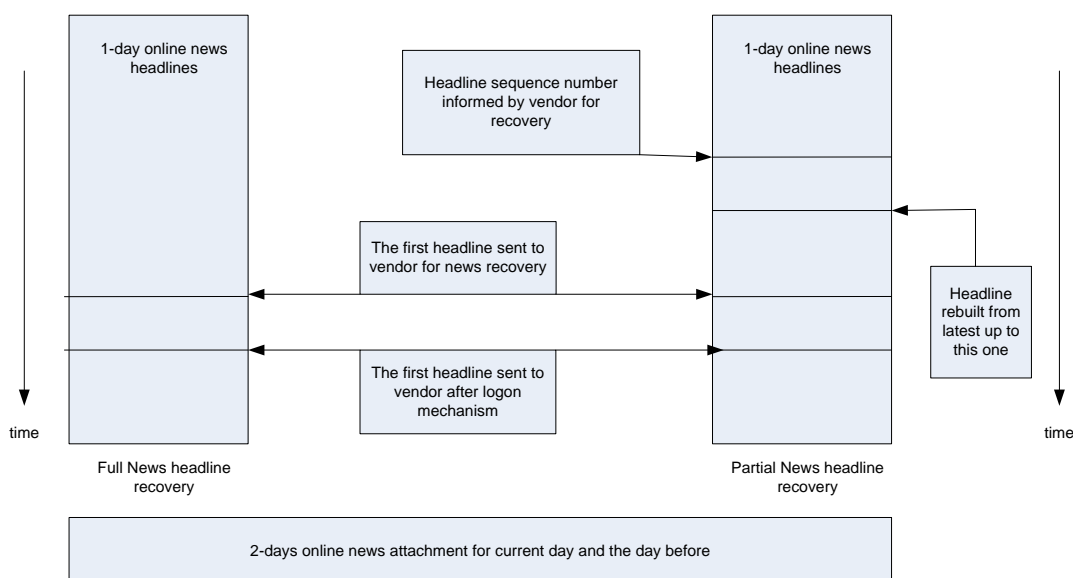 1-day online news
headlines
1-day online news
headlines
Headline sequence number
informed by vendor for
recovery
The first headline sent to
vendor for news recovery
Headline
rebuilt from
latest up to
this one
The first headline sent to
vendor after logon
mechanism
time
time
Full News headline
recovery
Partial News headline
recovery
2-days online news attachment for current day and the day before